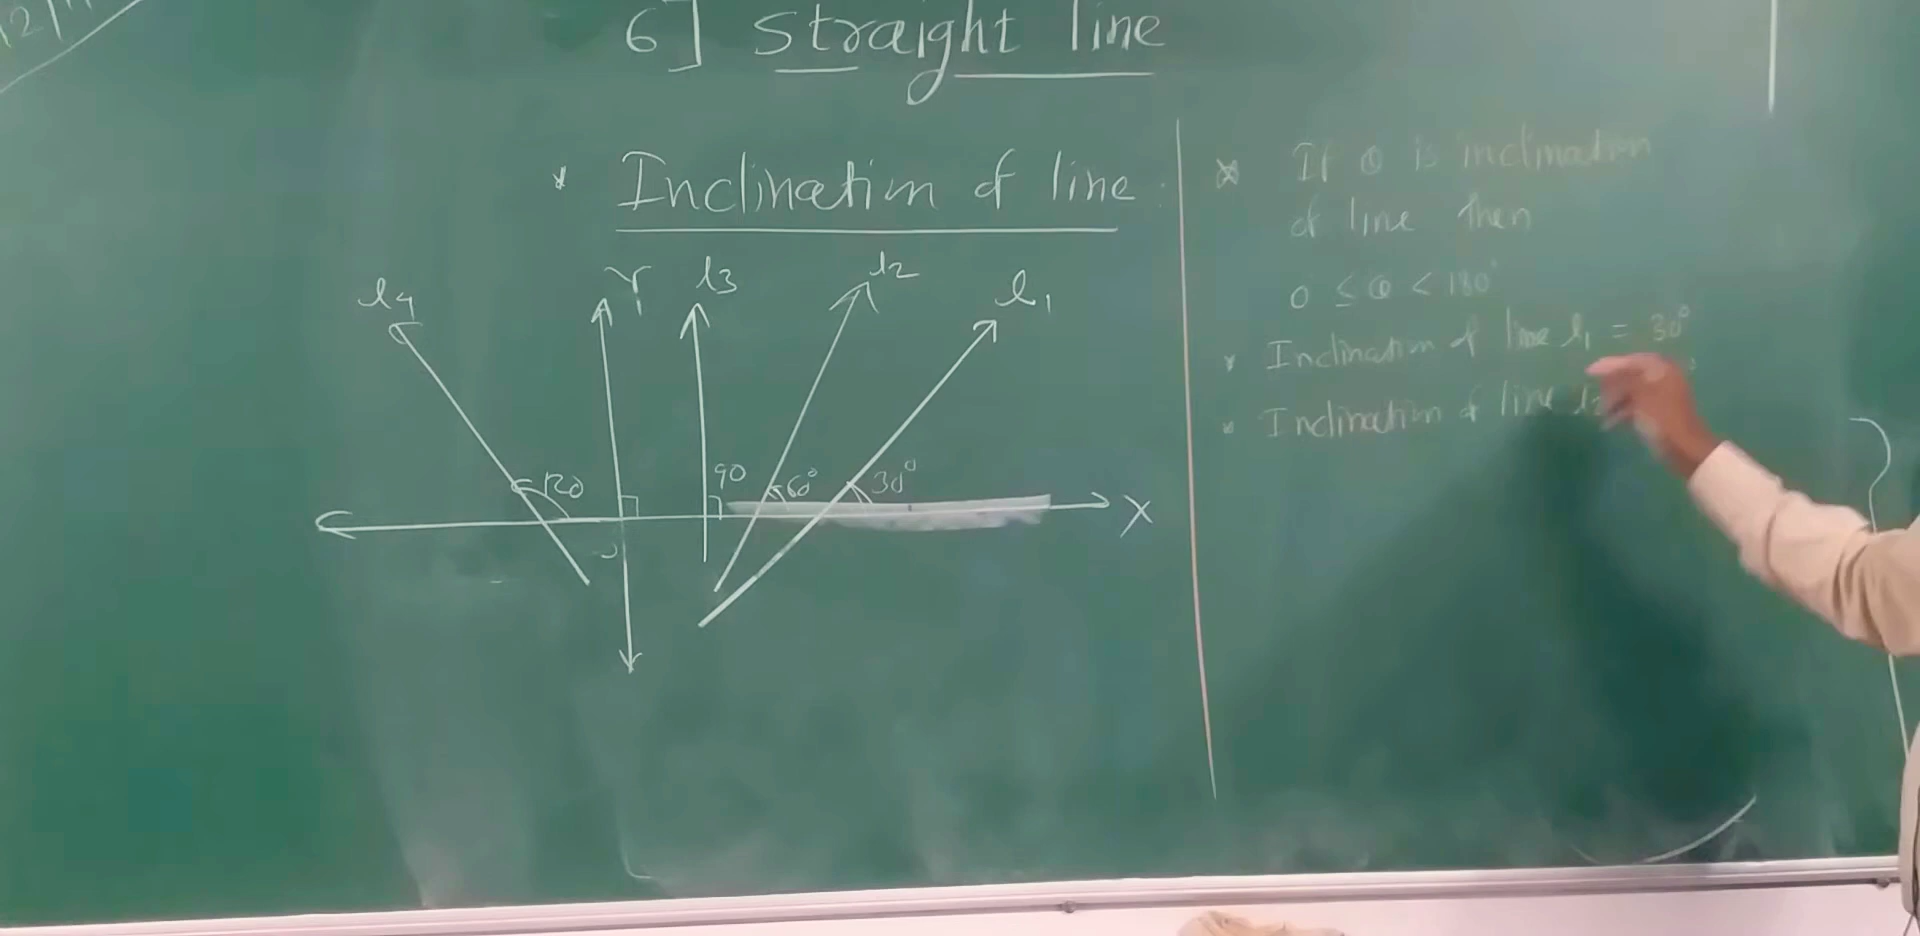 6] Straight line
* Inclination of line
l4
Y
l3
l2
l1
120
90
60°
30°
X
* If θ is inclination
of line then
0 ≤ θ < 180°
* Inclination of line l1 = 30°
* Inclination of line l2